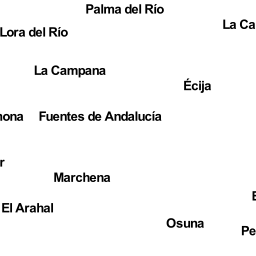 Palma del Río
La Ca
Lora del Río
La Campana
Écija
nona
Fuentes de Andalucía
r
Marchena
E
El Arahal
Osuna
Pe